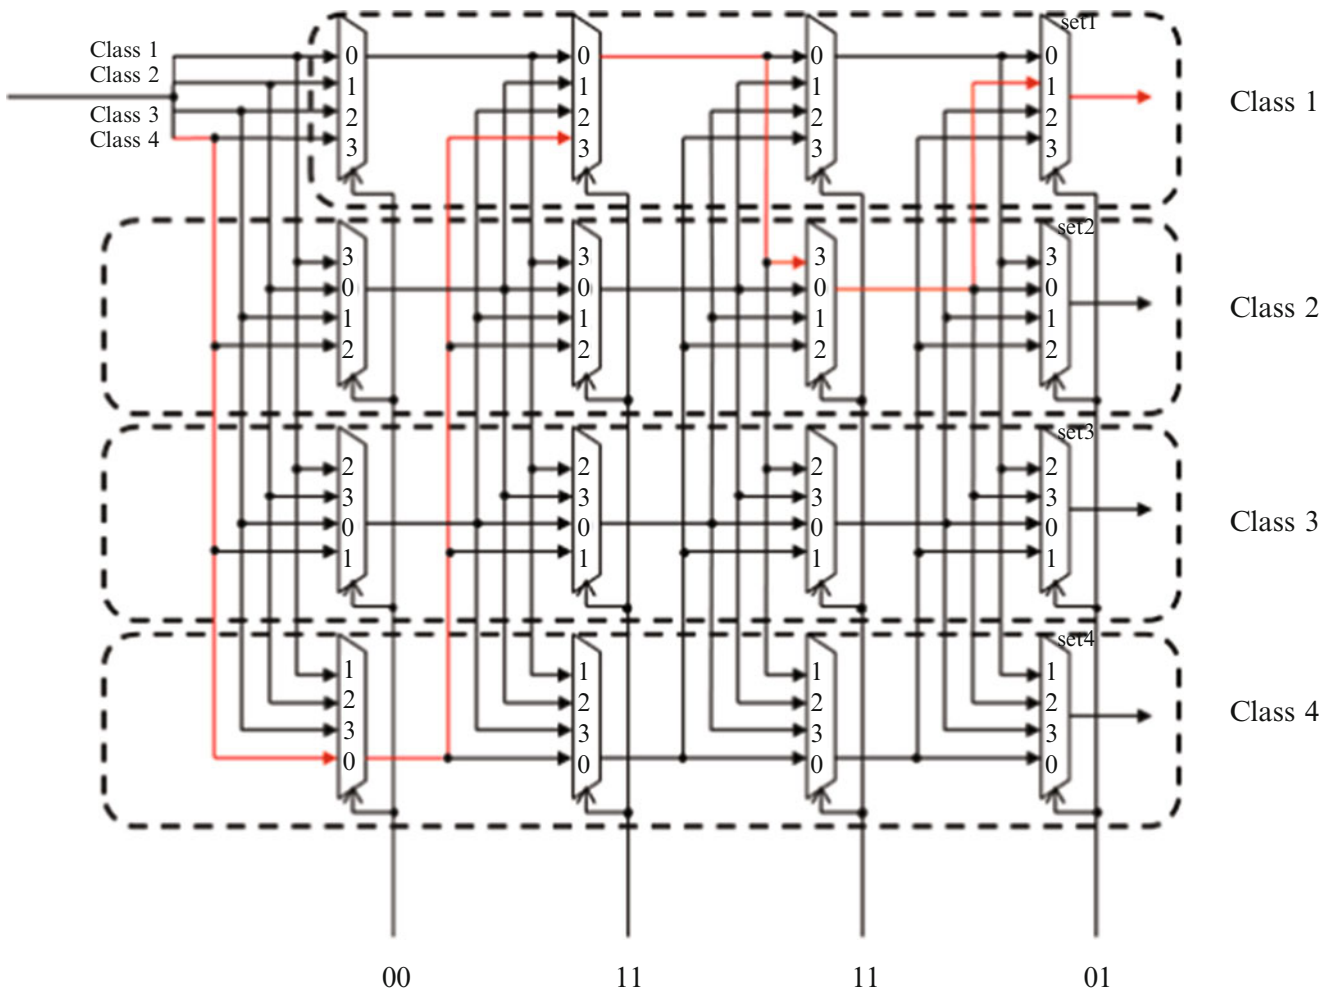 set1
Class 1
Class 2
Class 3
Class 4
0 0 0 0
1 1 1 1
2 2 2 2
3 3 3 3
Class 1
set2
3 3 3 3
0 0 0 0
1 1 1 1
2 2 2 2
Class 2
set3
2 2 2 2
3 3 3 3
0 0 0 0
1 1 1 1
Class 3
set4
1 1 1 1
2 2 2 2
3 3 3 3
0 0 0 0
Class 4
00 11 11 01